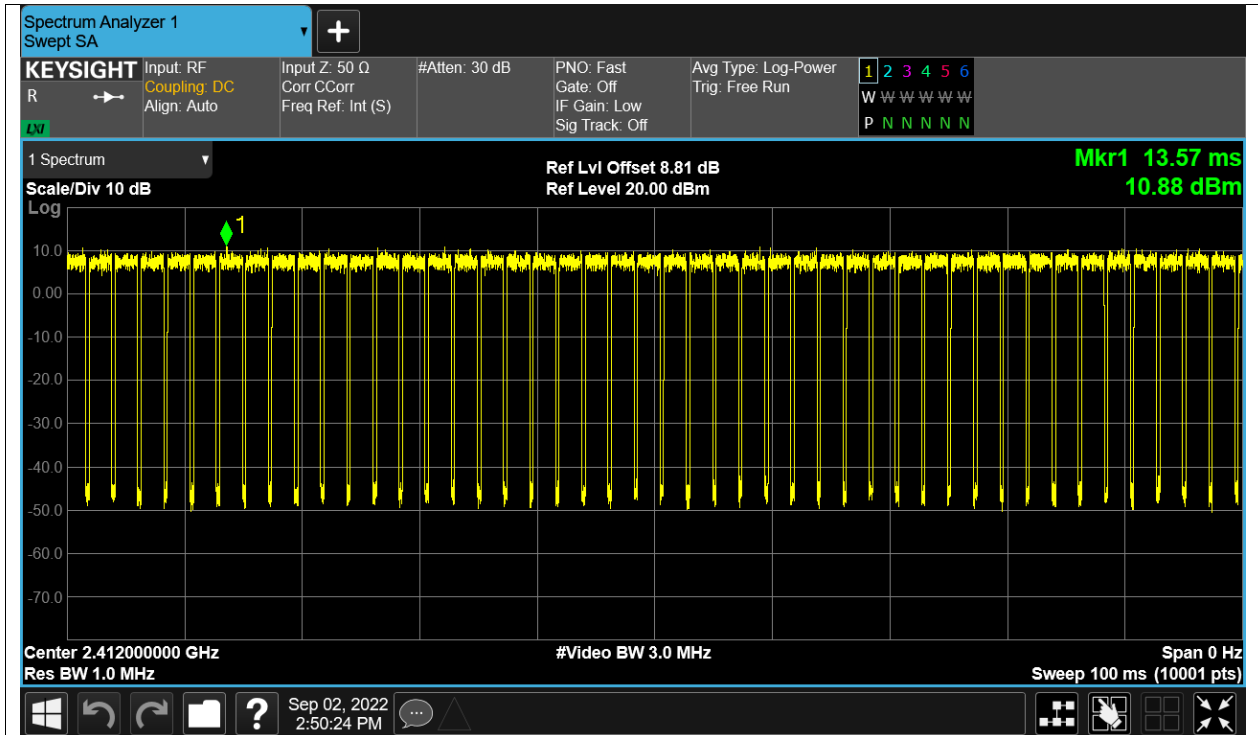 Spectrum Analyzer 1
Swept SA
+
KEYSIGHT
R
LXI
Input: RF
Coupling: DC
Align: Auto
Input Z: 50 Ω
Corr CCorr
Freq Ref: Int (S)
#Atten: 30 dB
PNO: Fast
Gate: Off
IF Gain: Low
Sig Track: Off
Avg Type: Log-Power
Trig: Free Run
1 2 3 4 5 6
W W W W W W
P N N N N N
1 Spectrum
Scale/Div 10 dB
Log
Ref Lvl Offset 8.81 dB
Ref Level 20.00 dBm
Mkr1 13.57 ms
10.88 dBm
1
10.0
0.00
-10.0
-20.0
-30.0
-40.0
-50.0
-60.0
-70.0
Center 2.412000000 GHz
Res BW 1.0 MHz
#Video BW 3.0 MHz
Span 0 Hz
Sweep 100 ms (10001 pts)
?
Sep 02, 2022
2:50:24 PM